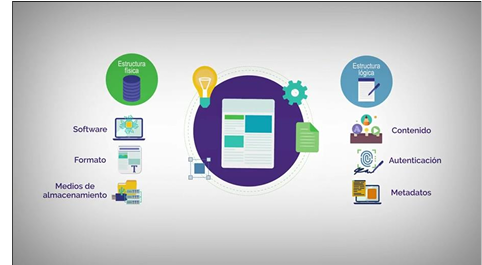 Estructura
física
Software
Formato
Medios de
almacenamiento
Estructura
lógica
Contenido
Autenticación
Metadatos